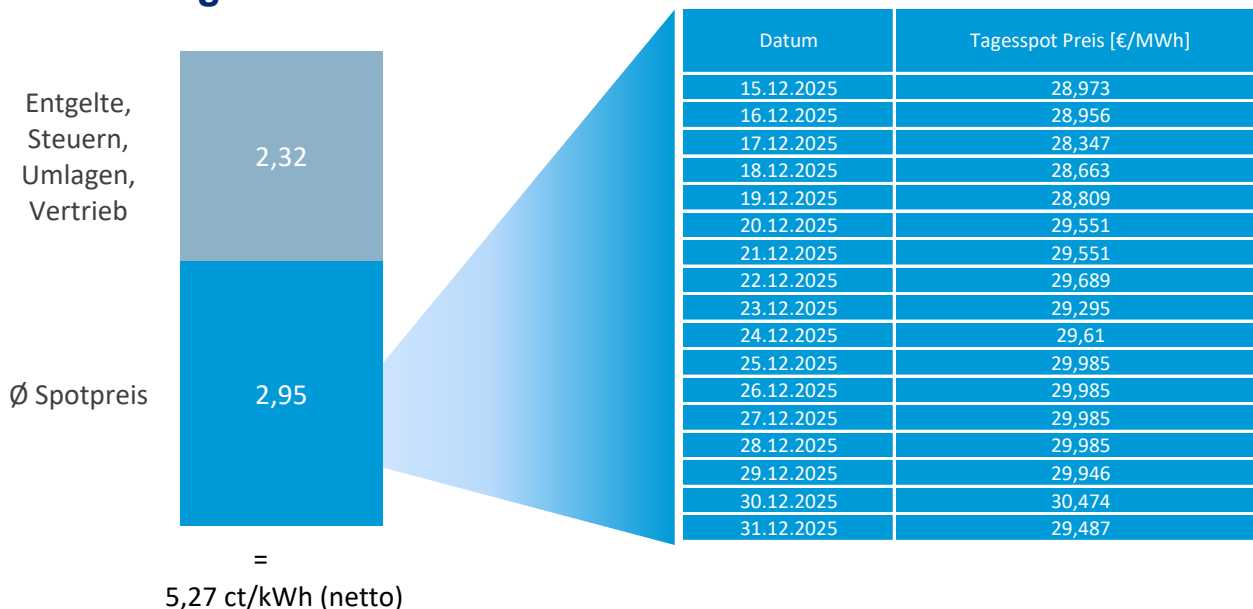 Entgelte,
Steuern,
Umlagen,
Vertrieb
2,32
Ø Spotpreis
2,95
=
5,27 ct/kWh (netto)
Datum Tagesspot Preis [€/MWh]
15.12.2025 28,973
16.12.2025 28,956
17.12.2025 28,347
18.12.2025 28,663
19.12.2025 28,809
20.12.2025 29,551
21.12.2025 29,551
22.12.2025 29,689
23.12.2025 29,295
24.12.2025 29,61
25.12.2025 29,985
26.12.2025 29,985
27.12.2025 29,985
28.12.2025 29,985
29.12.2025 29,946
30.12.2025 30,474
31.12.2025 29,487